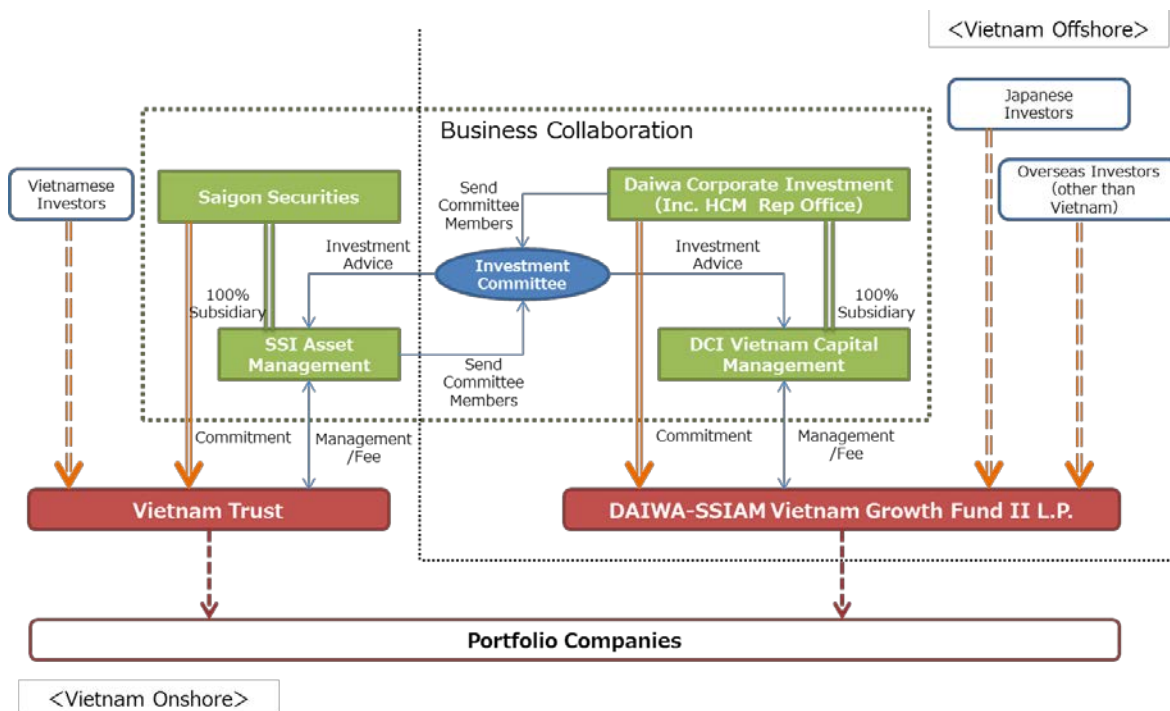 ＜Vietnam Offshore＞
Japanese
Investors
Business Collaboration
Vietnamese
Investors
Saigon Securities
Send
Committee
Members
Daiwa Corporate Investment
(Inc. HCM Rep Office)
Overseas Investors
(other than
Vietnam)
Investment
Advice
Investment
Committee
Investment
Advice
100%
Subsidiary
100%
Subsidiary
SSI Asset
Management
Send
Committee
Members
DCI Vietnam Capital
Management
Commitment
Management
/Fee
Commitment
Management
/Fee
Vietnam Trust
DAIWA-SSIAM Vietnam Growth Fund II L.P.
Portfolio Companies
＜Vietnam Onshore＞